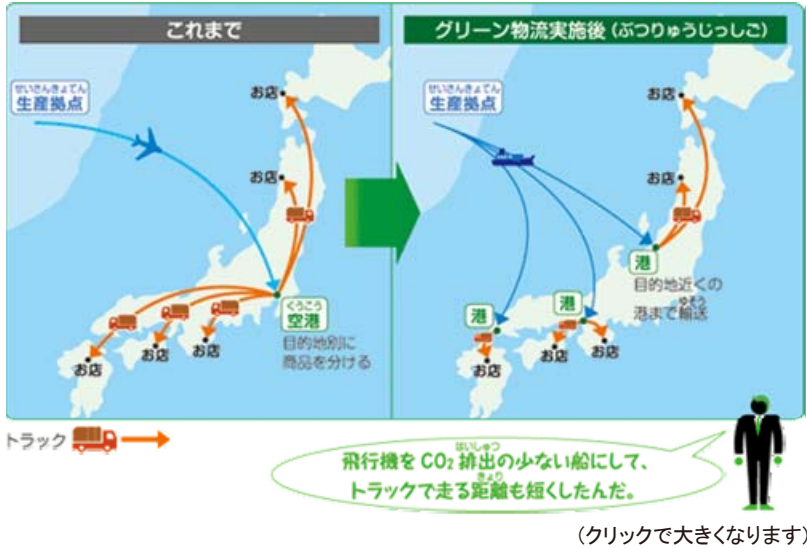 これまで
せいさんきょてん
生産拠点
お店
お店
くうこう
空港
目的地別に
商品を分ける
お店
お店
お店
グリーン物流実施後(ぶつりゅうじっしご)
せいさんきょてん
生産拠点
お店
お店
港
目的地近くの
ゆそう
港まで輸送
港
港
お店
お店
お店
トラック
はいしゅつ
飛行機をCO₂排出の少ない船にして、
きょり
トラックで走る距離も短くしたんだ。
(クリックで大きくなります)